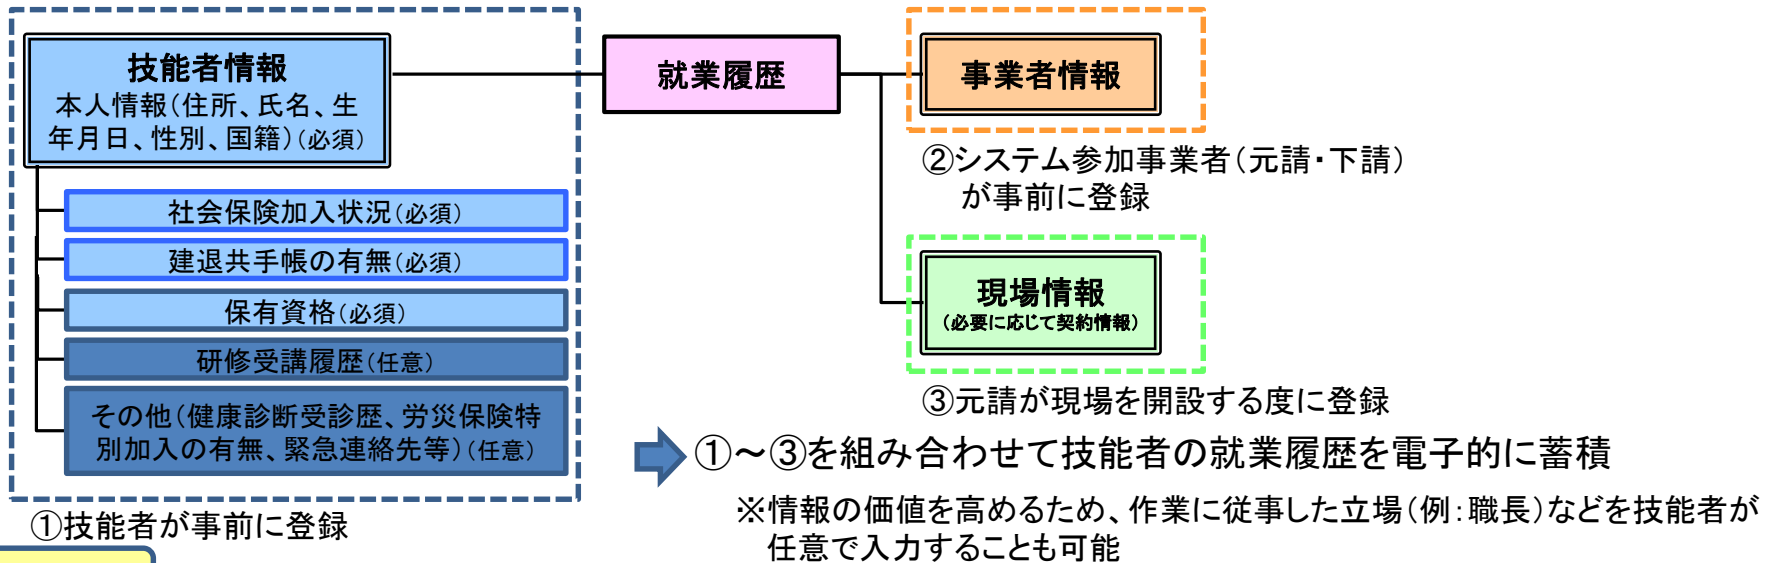 技能者情報
本人情報(住所、氏名、生
年月日、性別、国籍)(必須)
社会保険加入状況(必須)
建退共手帳の有無(必須)
保有資格(必須)
研修受講履歴(任意)
その他(健康診断受診歴、労災保険特
別加入の有無、緊急連絡先等)(任意)
①技能者が事前に登録
就業履歴
事業者情報
②システム参加事業者(元請・下請)
が事前に登録
現場情報
(必要に応じて契約情報)
③元請が現場を開設する度に登録
①~③を組み合わせて技能者の就業履歴を電子的に蓄積
※情報の価値を高めるため、作業に従事した立場(例:職長)などを技能者が
任意で入力することも可能